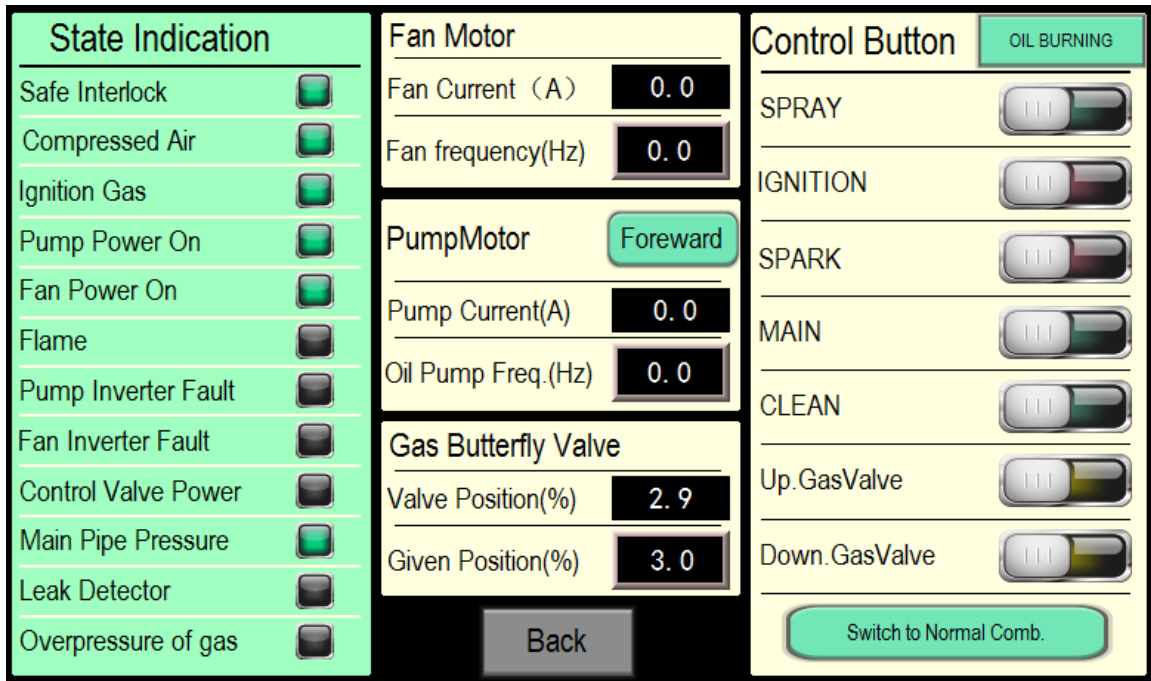 State Indication
Safe Interlock
Compressed Air
Ignition Gas
Pump Power On
Fan Power On
Flame
Pump Inverter Fault
Fan Inverter Fault
Control Valve Power
Main Pipe Pressure
Leak Detector
Overpressure of gas
Fan Motor
Fan Current（A） 0.0
Fan frequency(Hz) 0.0
PumpMotor Foreward
Pump Current(A) 0.0
Oil Pump Freq.(Hz) 0.0
Gas Butterfly Valve
Valve Position(%) 2.9
Given Position(%) 3.0
Back
Control Button OIL BURNING
SPRAY
IGNITION
SPARK
MAIN
CLEAN
Up.GasValve
Down.GasValve
Switch to Normal Comb.